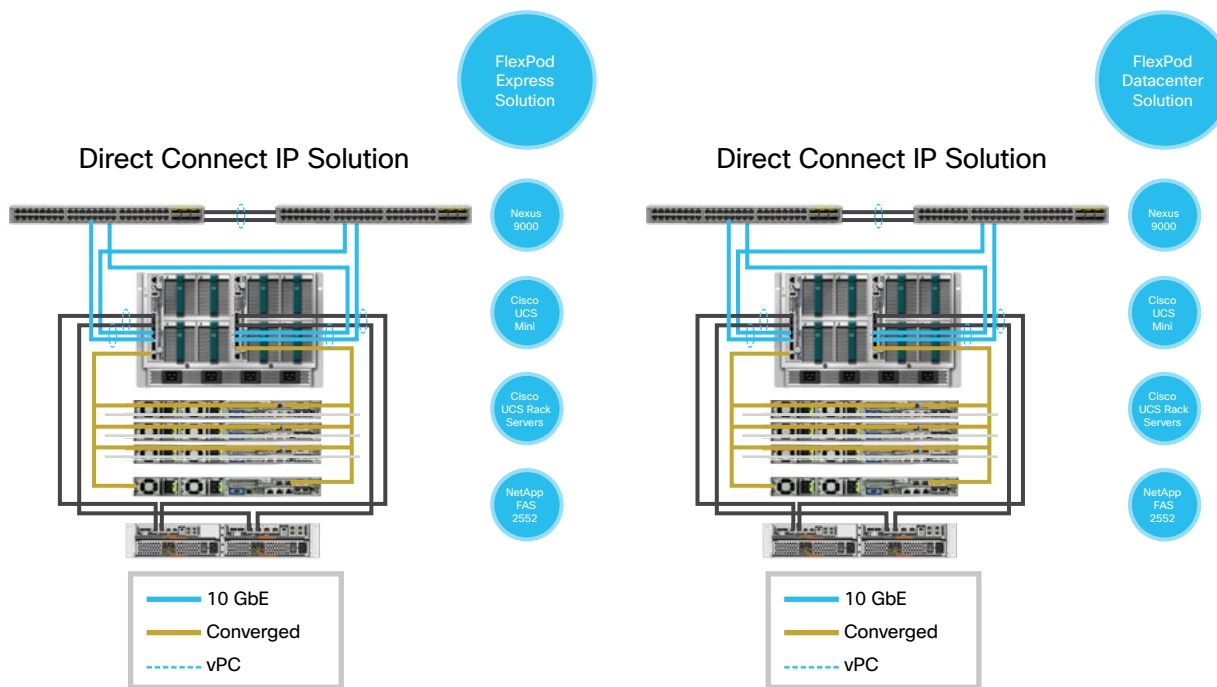 FlexPod
Express
Solution
Direct Connect IP Solution
Nexus
9000
Cisco
UCS
Mini
Cisco
UCS Rack
Servers
NetApp
FAS
2552
10 GbE
Converged
vPC
FlexPod
Datacenter
Solution
Direct Connect IP Solution
Nexus
9000
Cisco
UCS
Mini
Cisco
UCS Rack
Servers
NetApp
FAS
2552
10 GbE
Converged
vPC